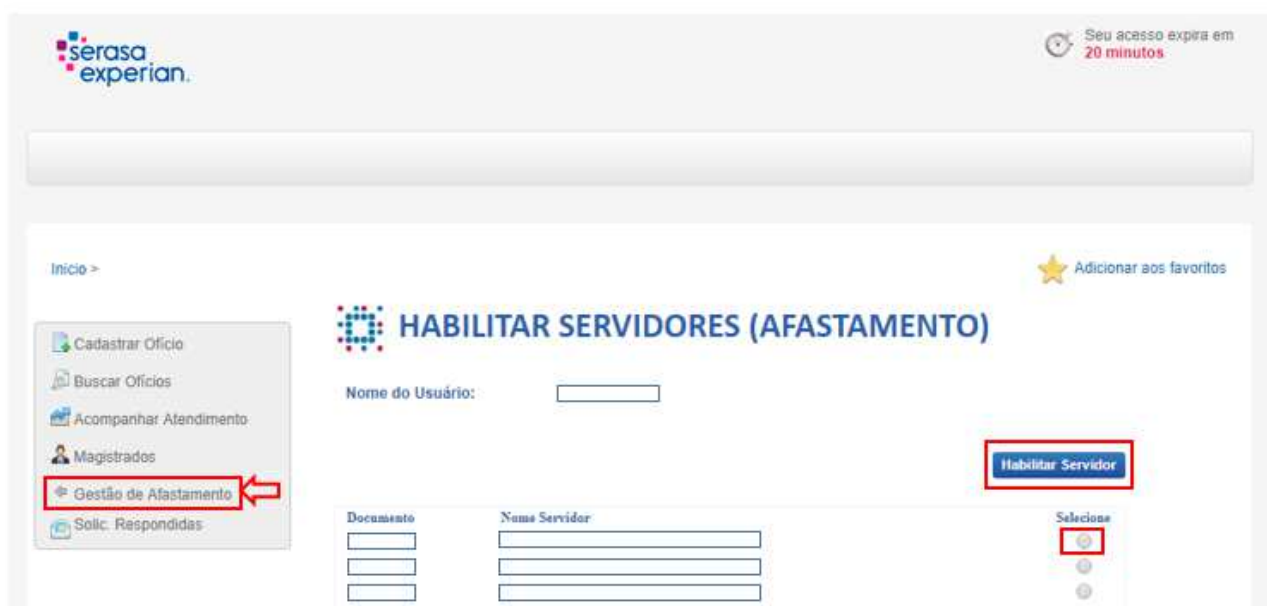 serasa
experian.
Seu acesso expira em
20 minutos
Início >
Adicionar aos favoritos
HABILITAR SERVIDORES (AFASTAMENTO)
Cadastrar Ofício
Buscar Ofícios
Acompanhar Atendimento
Magistrados
Gestão de Afastamento
Solic. Respondidas
Nome do Usuário:
Habilitar Servidor
Documento Nome Servidor Selecione